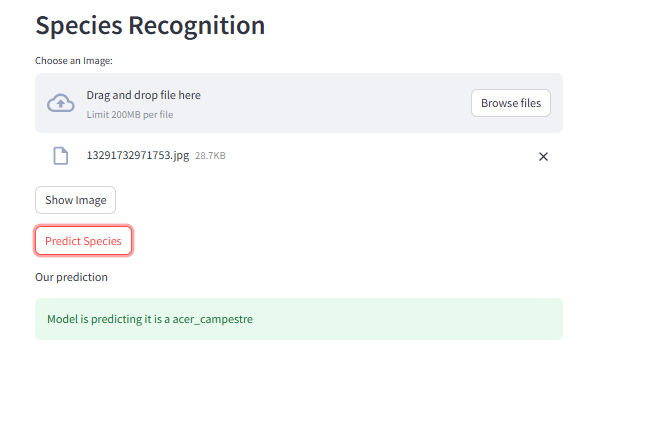 Species Recognition
Choose an Image:
Drag and drop file here
Limit 200MB per file
Browse files
13291732971753.jpg 28.7KB
Show Image
Predict Species
Our prediction
Model is predicting it is a acer_campestre